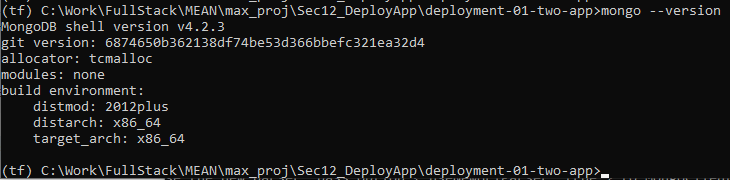 (tf) C:\Work\FullStack\MEAN\max_proj\Sec12_DeployApp\deployment-01-two-app>mongo --version
MongoDB shell version v4.2.3
git version: 6874650b362138df74be53d366bbefc321ea32d4
allocator: tcmalloc
modules: none
build environment:
    distmod: 2012plus
    distarch: x86_64
    target_arch: x86_64
(tf) C:\Work\FullStack\MEAN\max_proj\Sec12_DeployApp\deployment-01-two-app>